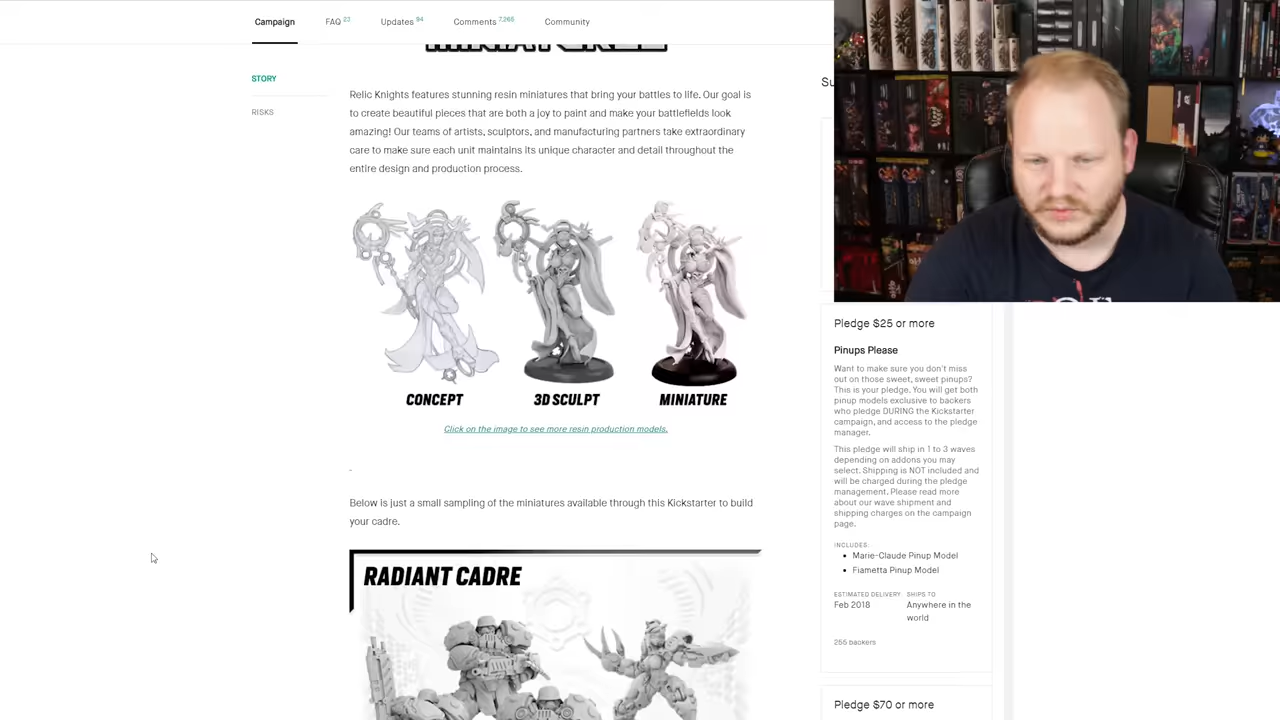 Campaign
FAQ 23
Updates 94
Comments 7,265
Community
MINIATURES
STORY
RISKS
Relic Knights features stunning resin miniatures that bring your battles to life. Our goal is
to create beautiful pieces that are both a joy to paint and make your battlefields look
amazing! Our teams of artists, sculptors, and manufacturing partners take extraordinary
care to make sure each unit maintains its unique character and detail throughout the
entire design and production process.
CONCEPT
3D SCULPT
MINIATURE
Click on the image to see more resin production models.
-
Below is just a small sampling of the miniatures available through this Kickstarter to build
your cadre.
RADIANT CADRE
Su
Pledge $25 or more
Pinups Please
Want to make sure you don't miss
out on those sweet, sweet pinups?
This is your pledge. You will get both
pinup models exclusive to backers
who pledge DURING the Kickstarter
campaign, and access to the pledge
manager.
This pledge will ship in 1 to 3 waves
depending on addons you may
select. Shipping is NOT included and
will be charged during the pledge
management. Please read more
about our wave shipment and
shipping charges on the campaign
page.
INCLUDES:
• Marie-Claude Pinup Model
• Fiametta Pinup Model
ESTIMATED DELIVERY
Feb 2018
SHIPS TO
Anywhere in the
world
255 backers
Pledge $70 or more